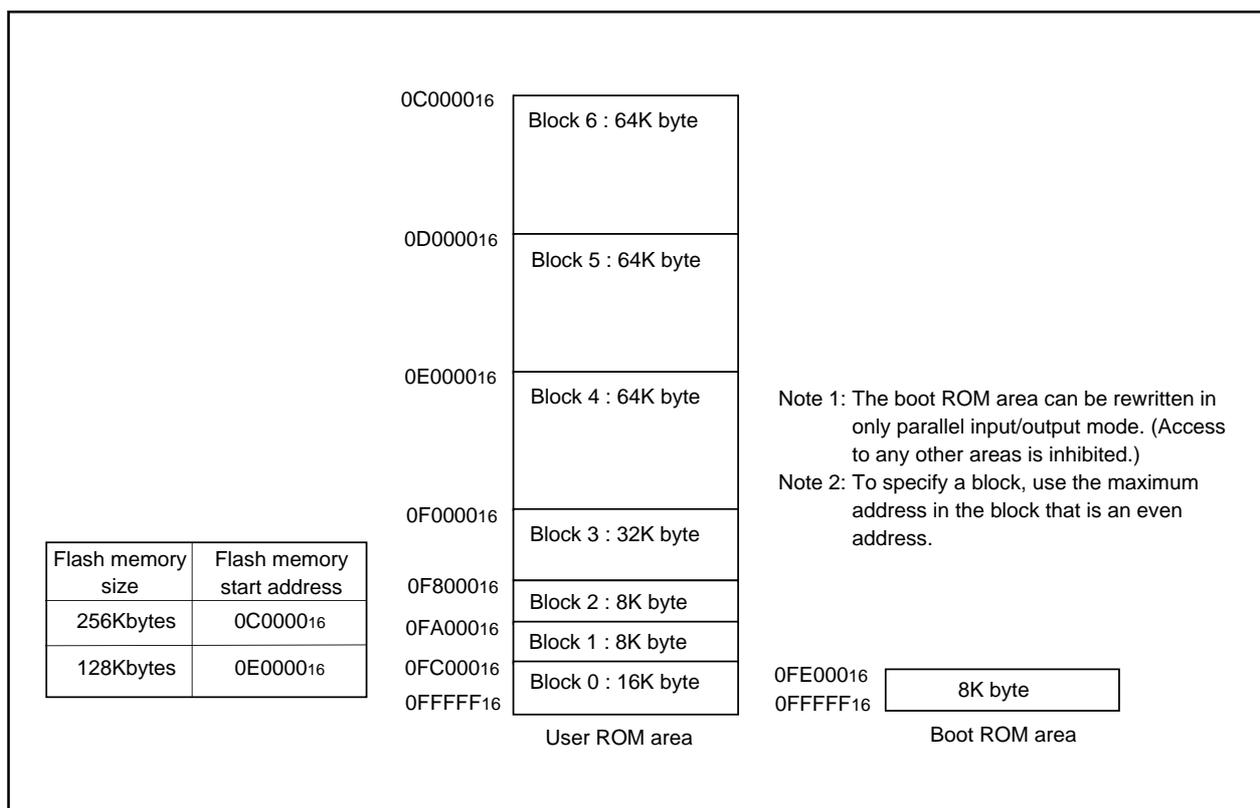 0C000016
Block 6 : 64K byte
0D000016
Block 5 : 64K byte
0E000016
Block 4 : 64K byte
Note 1: The boot ROM area can be rewritten in
only parallel input/output mode. (Access
to any other areas is inhibited.)
Note 2: To specify a block, use the maximum
address in the block that is an even
address.
0F000016
Block 3 : 32K byte
Flash memory
size
Flash memory
start address
256Kbytes
0C000016
128Kbytes
0E000016
0F800016
Block 2 : 8K byte
0FA00016
Block 1 : 8K byte
0FC00016
Block 0 : 16K byte
0FFFFF16
User ROM area
0FE00016
8K byte
0FFFFF16
Boot ROM area